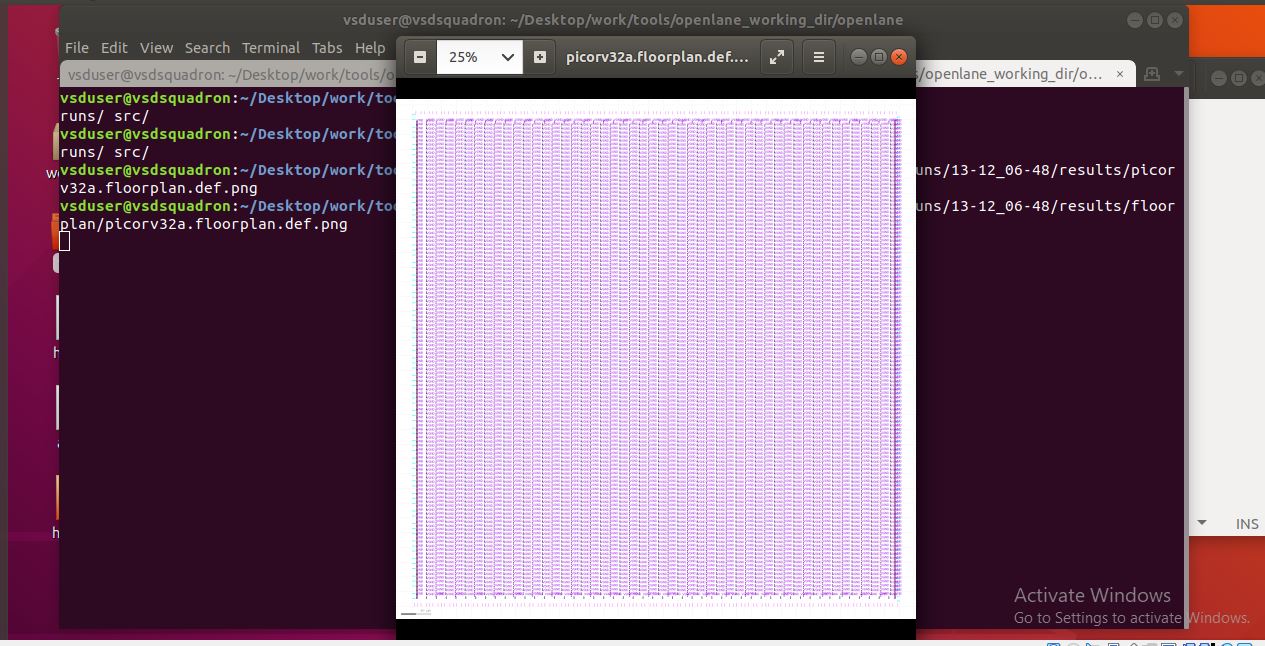 vsduser@vsdsquadron: ~/Desktop/work/tools/openlane_working_dir/openlane
File Edit View Search Terminal Tabs Help
25%
picorv32a.floorplan.def....
vsduser@vsdsquadron: ~/Desktop/work/tools/o
/openlane_working_dir/o...
vsduser@vsdsquadron:~/Desktop/work/too
runs/ src/
vsduser@vsdsquadron:~/Desktop/work/too
runs/ src/
vsduser@vsdsquadron:~/Desktop/work/too uns/13-12_06-48/results/picor
v32a.floorplan.def.png
vsduser@vsdsquadron:~/Desktop/work/too uns/13-12_06-48/results/floor
plan/picorv32a.floorplan.def.png
INS
Activate Windows
Go to Settings to activate Windows.